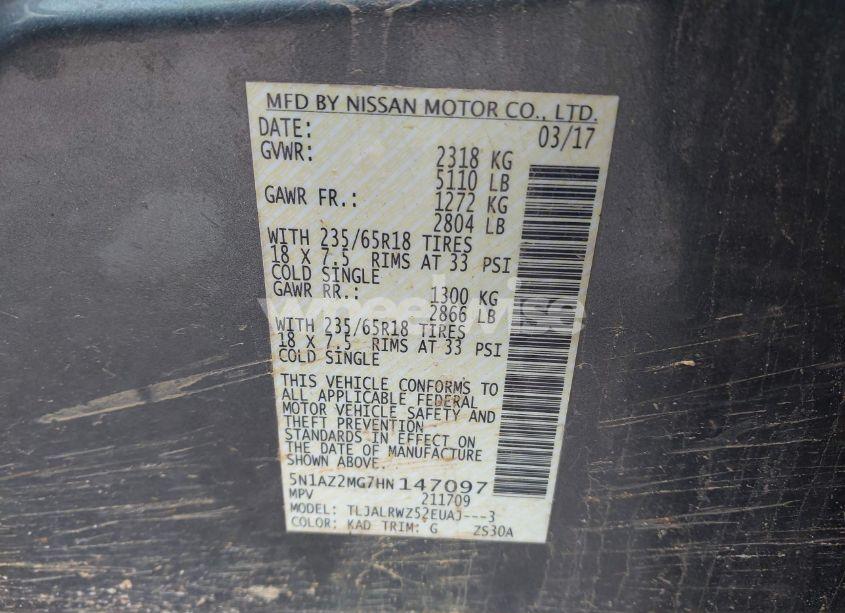 MFD BY NISSAN MOTOR CO., LTD.
DATE: 03/17
GVWR: 2318 KG
5110 LB
GAWR FR.: 1272 KG
2804 LB
WITH 235/65R18 TIRES
18 X 7.5 RIMS AT 33 PSI
COLD SINGLE
GAWR RR.: 1300 KG
2866 LB
WITH 235/65R18 TIRES
18 X 7.5 RIMS AT 33 PSI
COLD SINGLE
THIS VEHICLE CONFORMS TO
ALL APPLICABLE FEDERAL
MOTOR VEHICLE SAFETY AND
THEFT PREVENTION
STANDARDS IN EFFECT ON
THE DATE OF MANUFACTURE
SHOWN ABOVE.
5N1AZ2MG7HN147097
MPV 211709
MODEL: TLJALRWZ52EUAJ---3
COLOR: KAD TRIM: G ZS30A
wheelwise